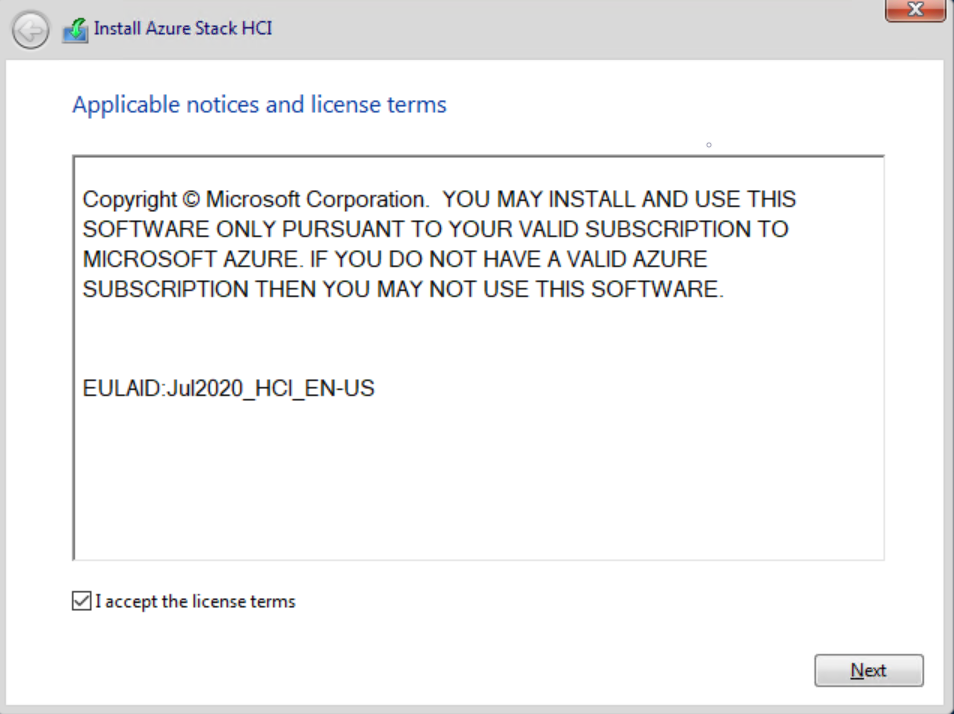 Install Azure Stack HCI
Applicable notices and license terms
Copyright © Microsoft Corporation.  YOU MAY INSTALL AND USE THIS
SOFTWARE ONLY PURSUANT TO YOUR VALID SUBSCRIPTION TO
MICROSOFT AZURE. IF YOU DO NOT HAVE A VALID AZURE
SUBSCRIPTION THEN YOU MAY NOT USE THIS SOFTWARE.
EULAID:Jul2020_HCI_EN-US
I accept the license terms
Next